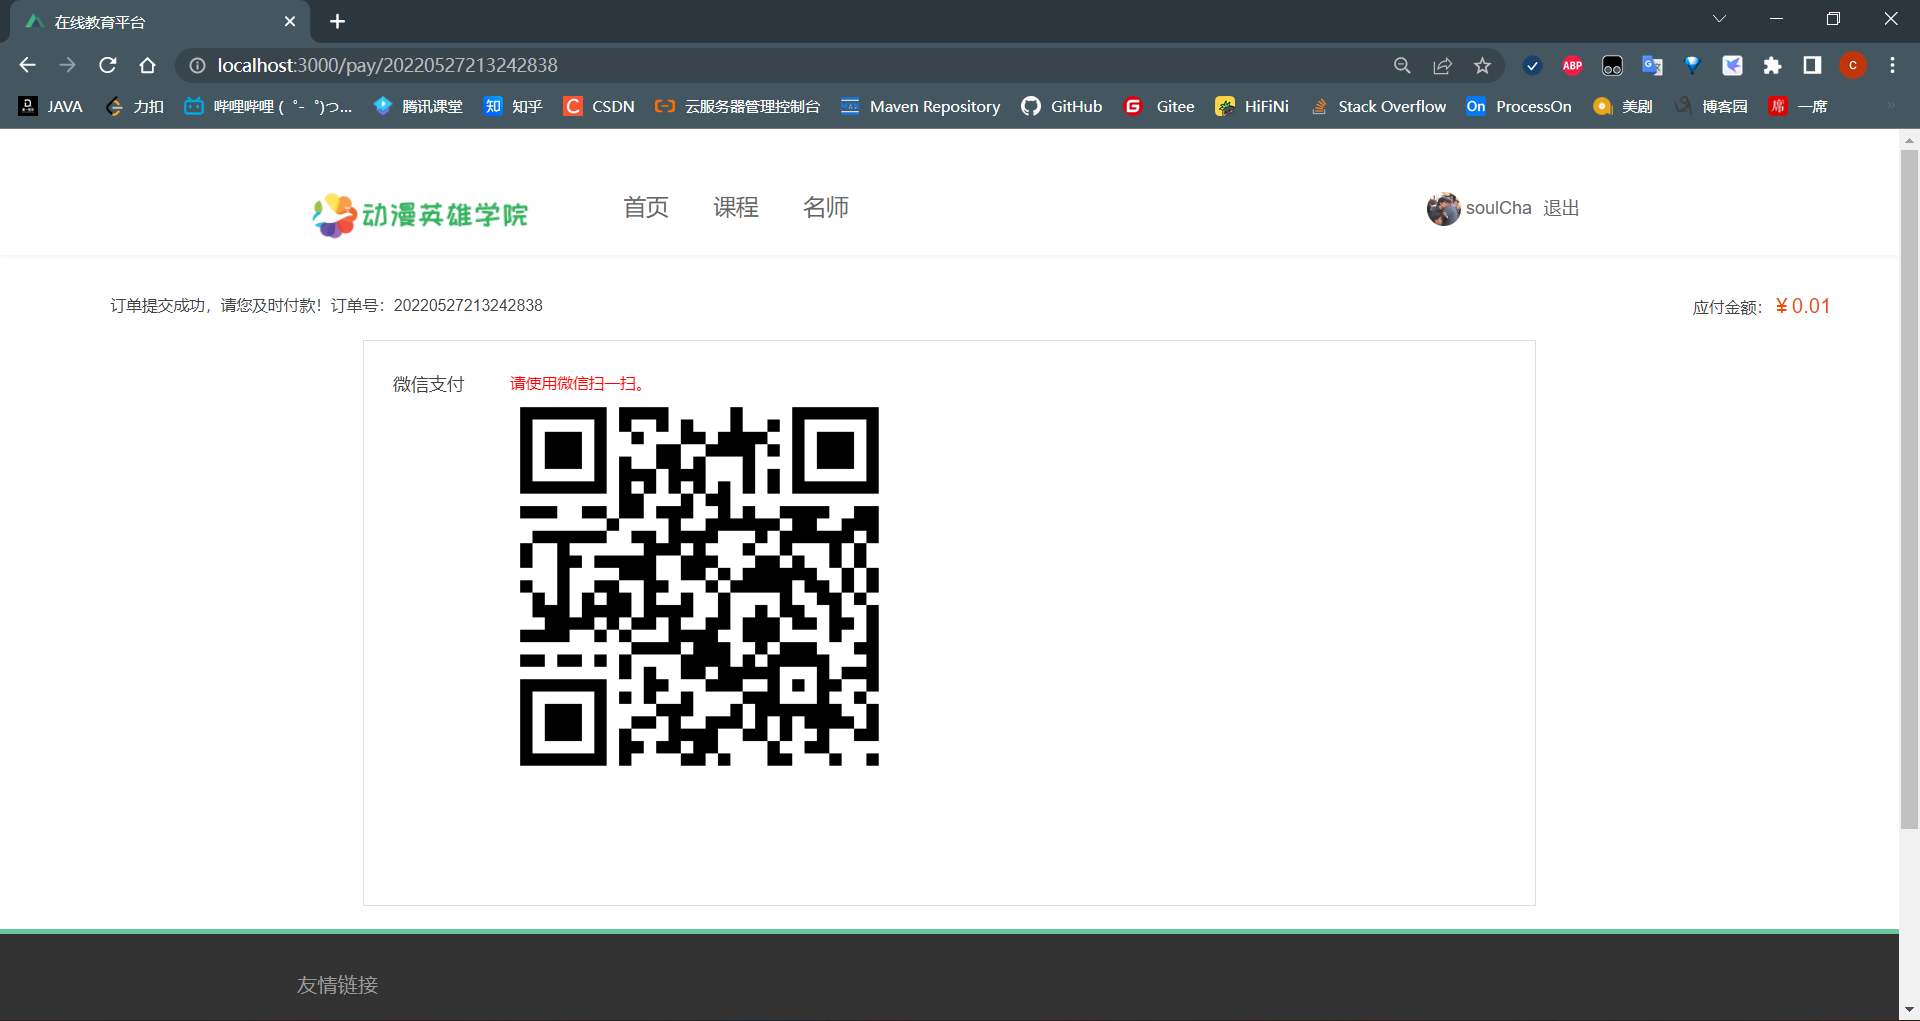 在线教育平台
localhost:3000/pay/20220527213242838
ABP
C
JAVA
力扣
哔哩哔哩 (゜-゜)つ...
腾讯课堂
知 知乎
C CSDN
云服务器管理控制台
Maven Repository
GitHub
G Gitee
HiFiNi
Stack Overflow
On ProcessOn
美剧
博客园
席 一席
动漫英雄学院
首页 课程 名师
soulCha 退出
订单提交成功，请您及时付款！订单号：20220527213242838
应付金额： ￥0.01
微信支付 请使用微信扫一扫。
友情链接